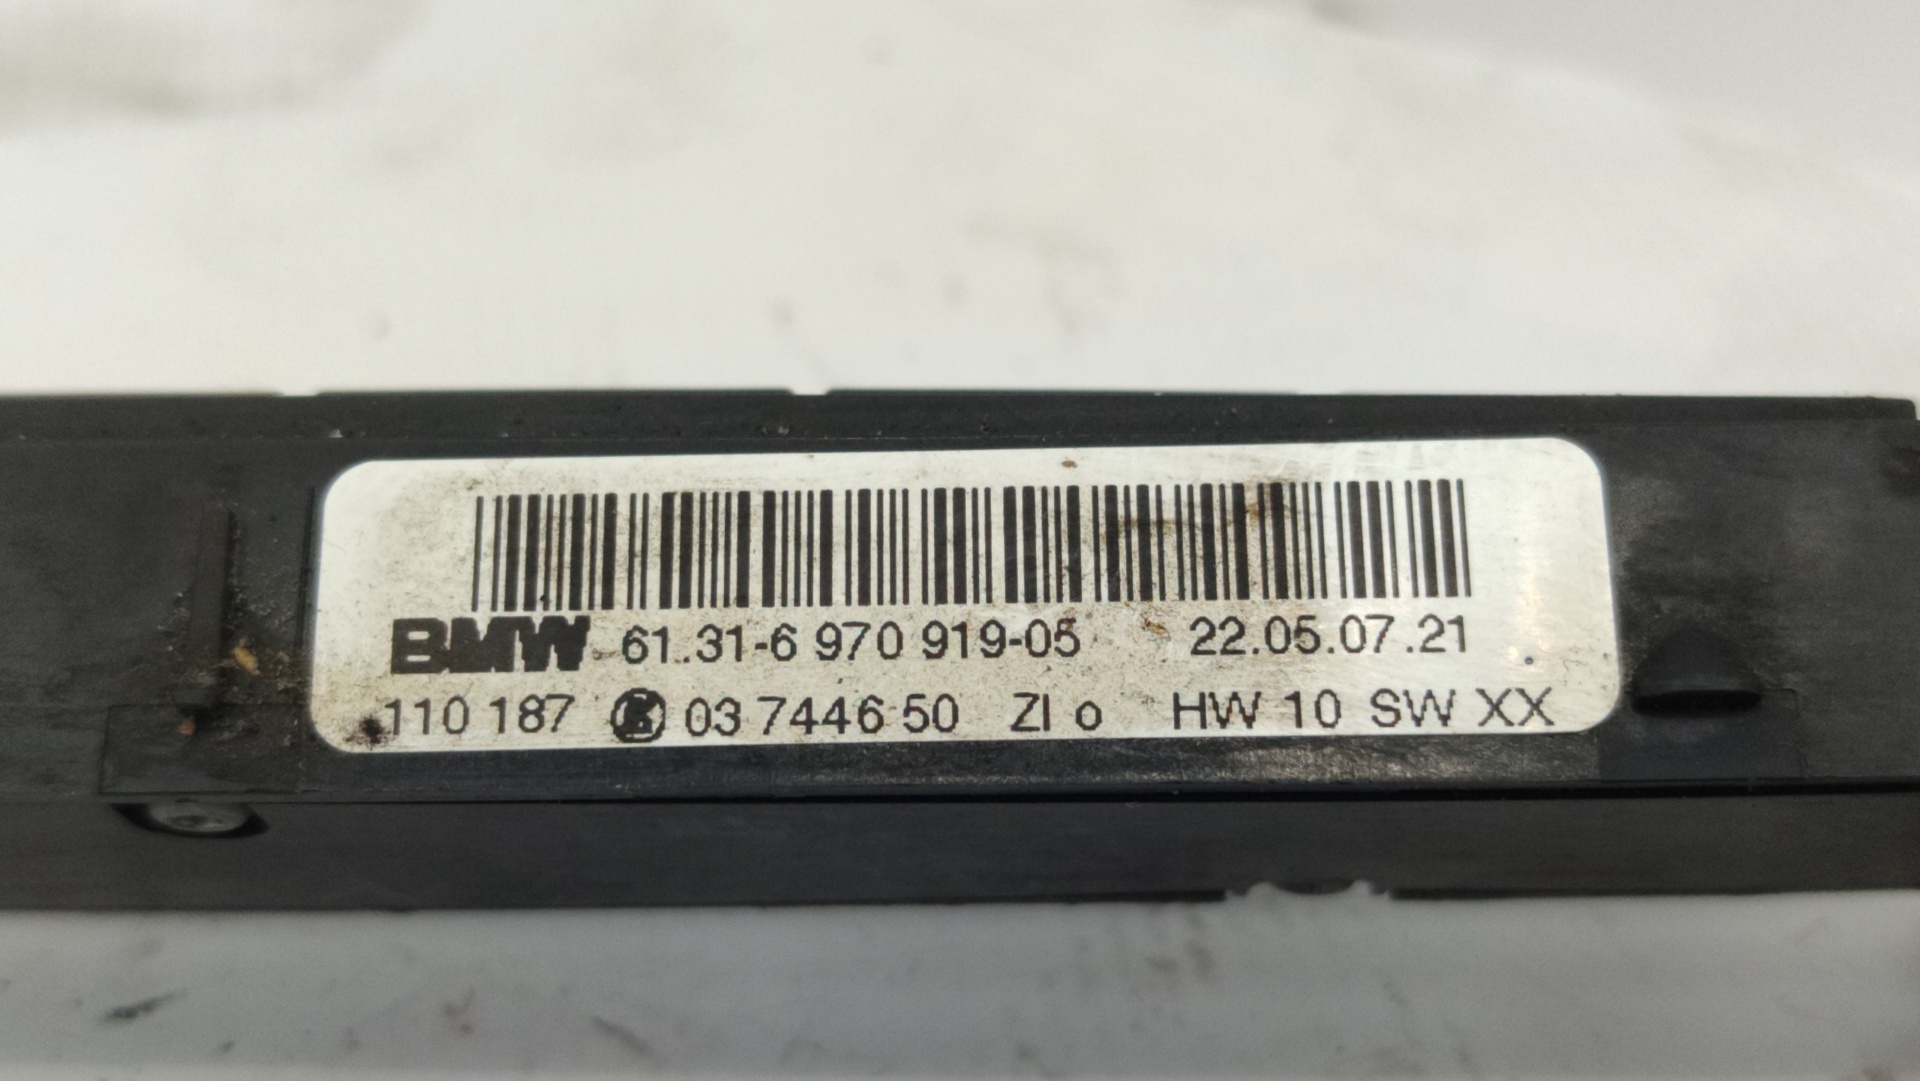 BMW 61.31-6 970 919-05 22.05.07.21
110 187 K 03 7446 50 ZI o HW 10 SW XX